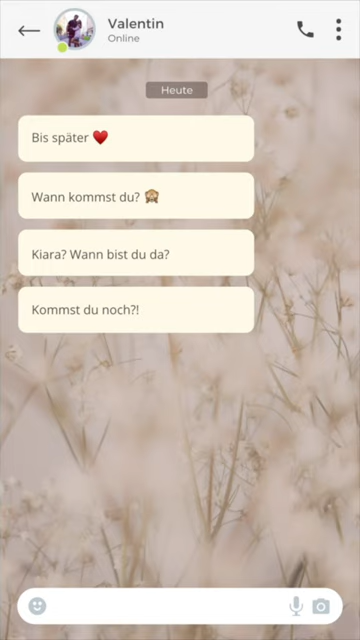 Valentin
Online
Heute
Bis später ❤️
Wann kommst du? 🙈
Kiara? Wann bist du da?
Kommst du noch?!